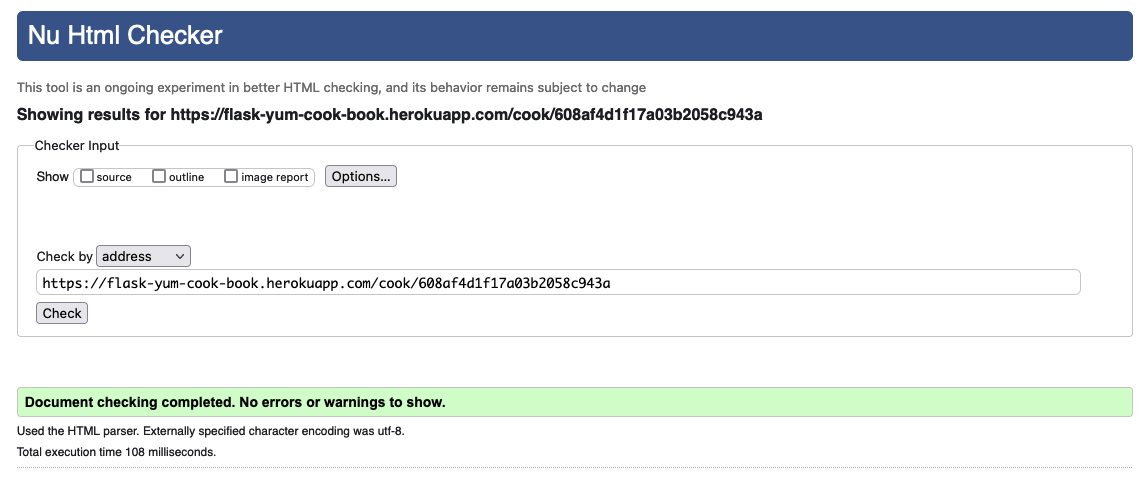 Nu Html Checker
This tool is an ongoing experiment in better HTML checking, and its behavior remains subject to change
Showing results for https://flask-yum-cook-book.herokuapp.com/cook/608af4d1f17a03b2058c943a
Checker Input
Show source outline image report Options...
Check by address
https://flask-yum-cook-book.herokuapp.com/cook/608af4d1f17a03b2058c943a
Check
Document checking completed. No errors or warnings to show.
Used the HTML parser. Externally specified character encoding was utf-8.
Total execution time 108 milliseconds.